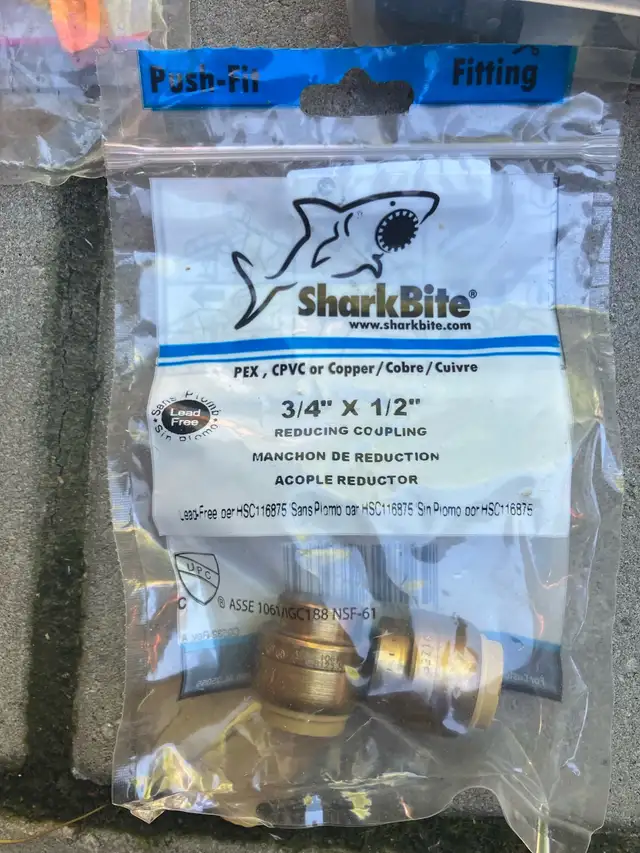 Push-Fit Fitting
SharkBite®
www.sharkbite.com
PEX, CPVC or Copper/Cobre/Cuivre
Sans Plomb
Lead
Free
Sin Plomo
3/4" X 1/2"
REDUCING COUPLING
MANCHON DE REDUCTION
ACOPLE REDUCTOR
Lead-Free per HSC116875 Sans Plomb par HSC116875 Sin Plomo por HSC116875
UPC
C ® ASSE 1061/IGC188 NSF-61